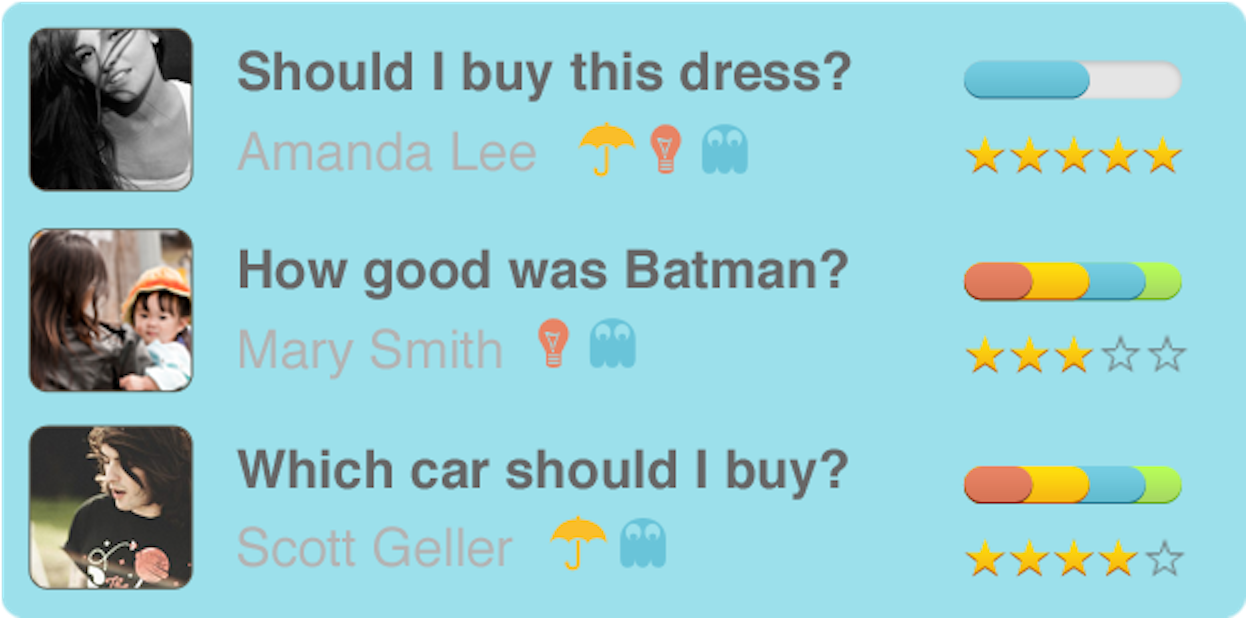 Should I buy this dress?
Amanda Lee
How good was Batman?
Mary Smith
Which car should I buy?
Scott Geller